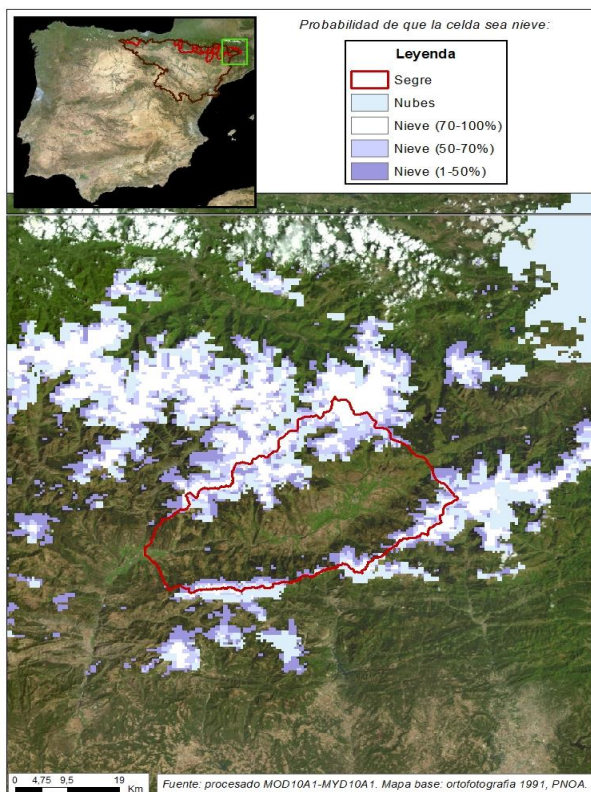 Probabilidad de que la celda sea nieve:
Leyenda
Segre
Nubes
Nieve (70-100%)
Nieve (50-70%)
Nieve (1-50%)
0 4,75 9,5 19
Km
Fuente: procesado MOD10A1-MYD10A1. Mapa base: ortofotografia 1991, PNOA.